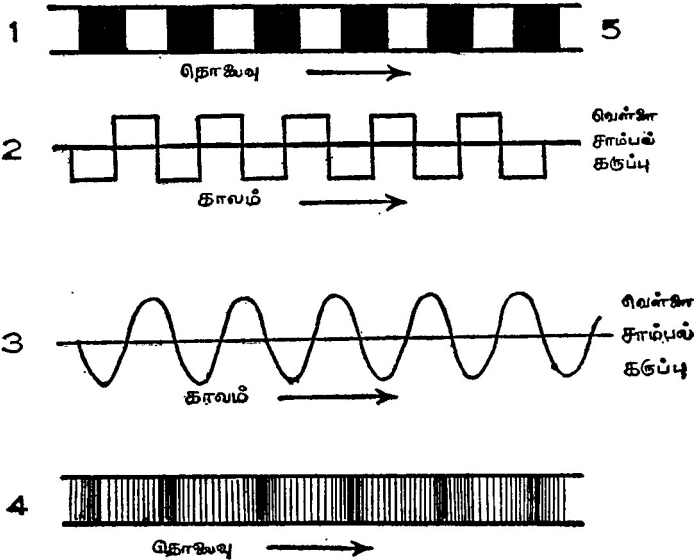 1 5
தொலைவு
வெள்ளை
2 சாம்பல்
கருப்பு
காலம்
வெள்ளை
3 சாம்பல்
கருப்பு
காலம்
4
தொலைவு